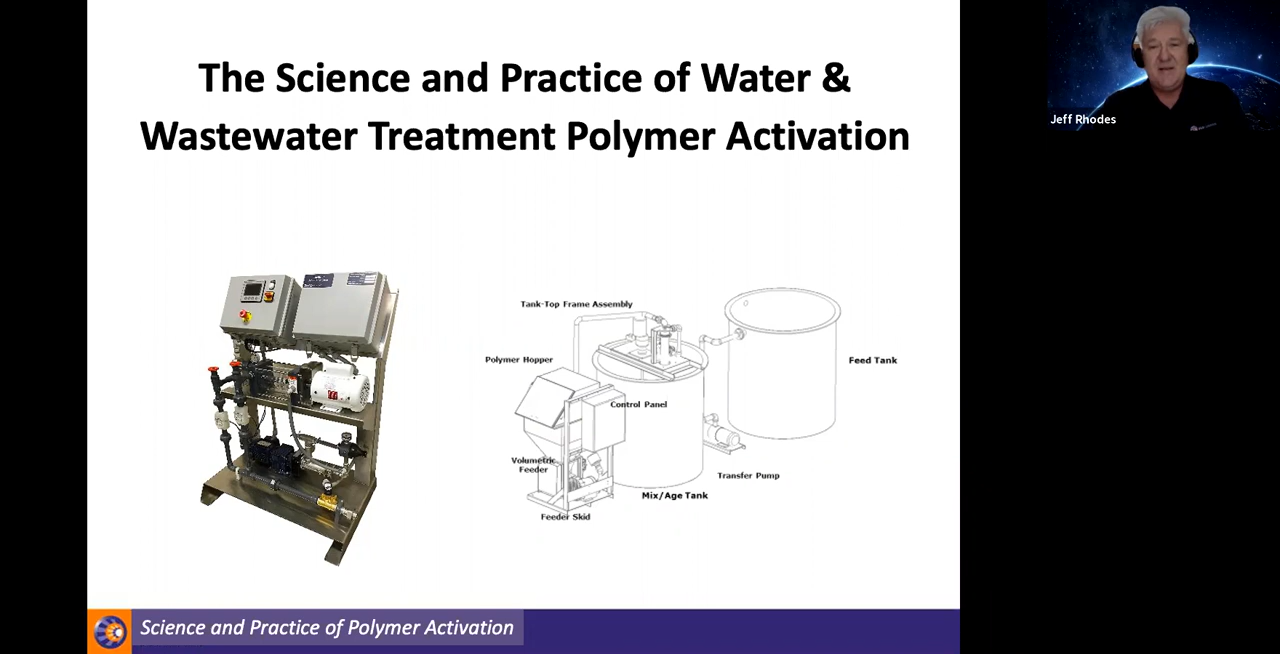 The Science and Practice of Water &
Wastewater Treatment Polymer Activation
Jeff Rhodes
Tank-Top Frame Assembly
Polymer Hopper
Control Panel
Feed Tank
Volumetric
Feeder
Transfer Pump
Mix/Age Tank
Feeder Skid
Science and Practice of Polymer Activation